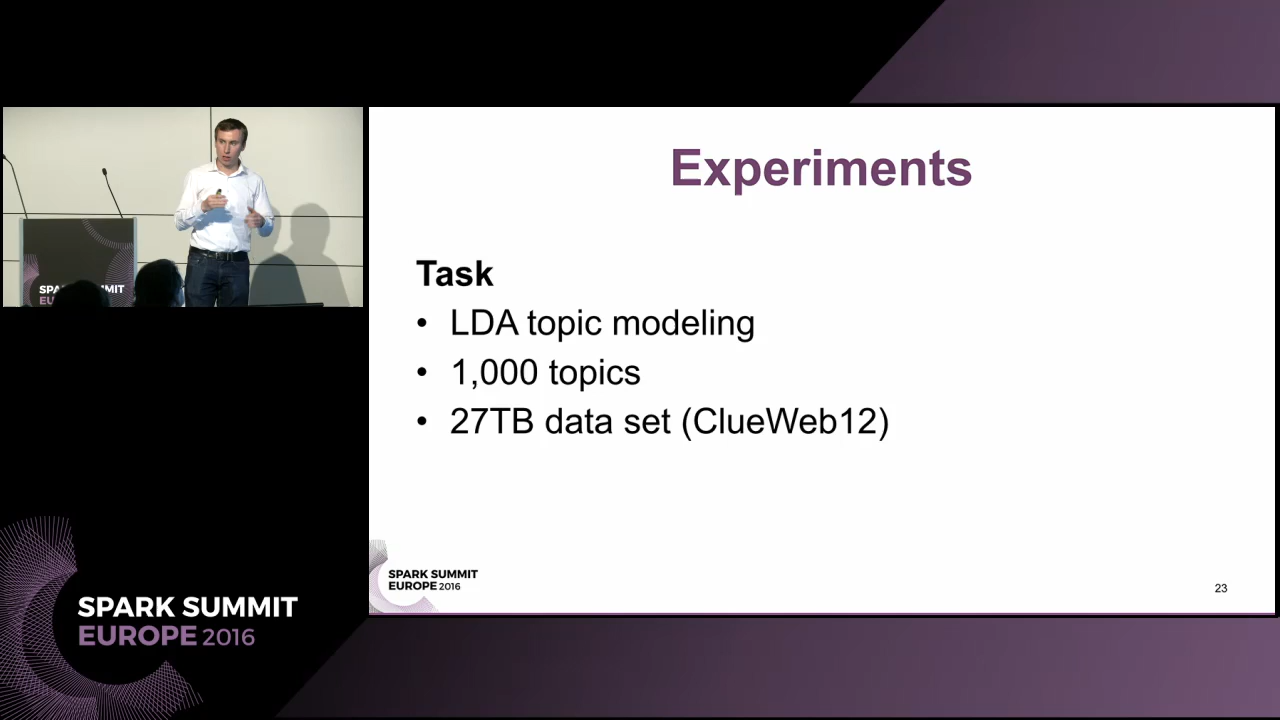 Experiments
Task
• LDA topic modeling
• 1,000 topics
• 27TB data set (ClueWeb12)
SPARK SUMMIT
EUROPE 2016
23
SPARK SUMMIT
EUROPE 2016